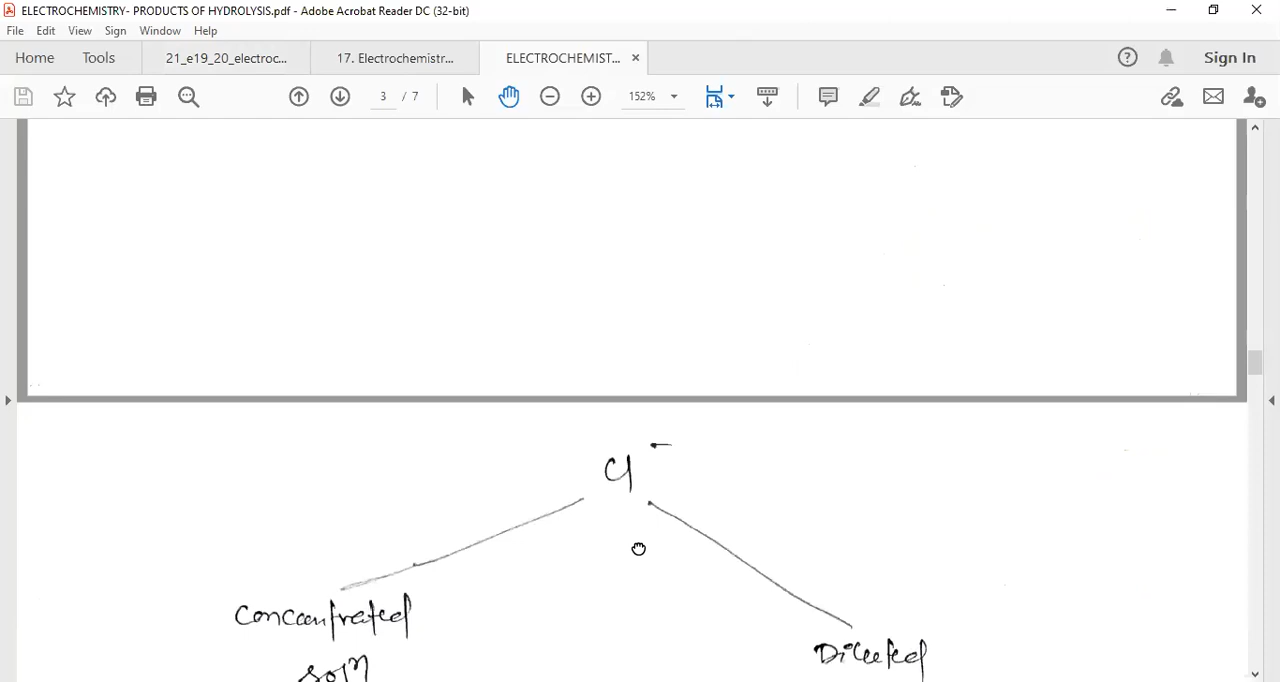 ELECTROCHEMISTRY- PRODUCTS OF HYDROLYSIS.pdf - Adobe Acrobat Reader DC (32-bit)
File Edit View Sign Window Help
Home Tools 21_e19_20_electroc... 17. Electrochemistr... ELECTROCHEMIST... × Sign In
3 / 7 152%
Cl⁻
Concentrated
soln
Diluted